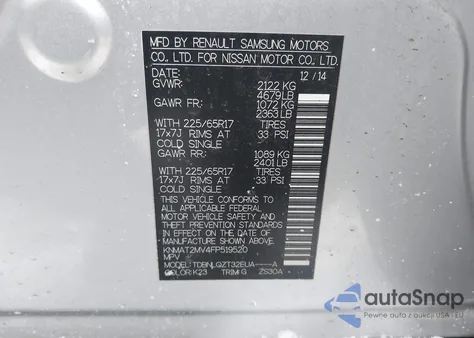 MFD BY RENAULT SAMSUNG MOTORS
CO. LTD. FOR NISSAN MOTOR CO. LTD.
DATE: 12 / 14
GVWR: 2122 KG
4679LB
GAWR FR: 1072 KG
2363LB
WITH 225/65R17 TIRES
17x7J RIMS AT 33 PSI
COLD SINGLE
GAWR RR: 1089 KG
2401LB
WITH 225/65R17 TIRES
17x7J RIMS AT 33 PSI
COLD SINGLE
THIS VEHICLE CONFORMS TO
ALL APPLICABLE FEDERAL
MOTOR VEHICLE SAFETY AND
THEFT PREVENTION STANDARDS
IN EFFECT ON THE DATE OF
MANUFACTURE SHOWN ABOVE.
KNMAT2MV4FP519520
MPV
MODEL: TDBNLQZT32EUA----A
COLOR: K23 TRIM: G ZS30A
autoSnap
Pewne auta z aukcji USA i EU